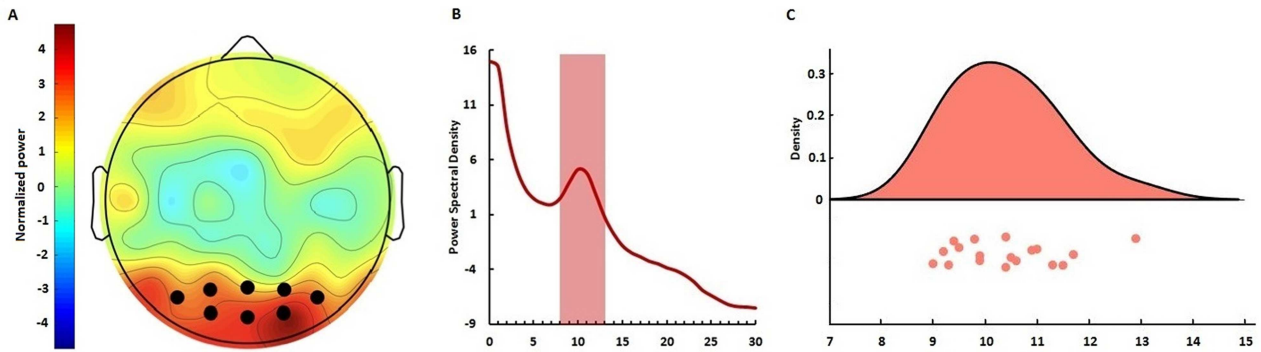 A
B
C
Normalized power
4
3
2
1
0
-1
-2
-3
-4
Power Spectral Density
16
11
6
1
-4
-9
0 5 10 15 20 25 30
Density
0.3
0.2
0.1
0
7 8 9 10 11 12 13 14 15